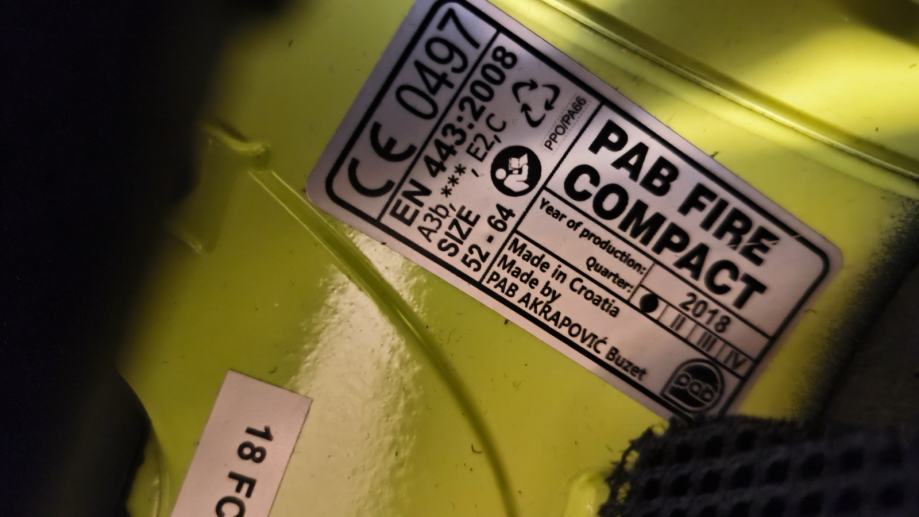 CE 0497
EN 443:2008
A3b, ***, E2,C
SIZE
52 - 64
PPO/PA66
PAB FIRE
COMPACT
Year of production: 2018
Quarter: II III IV
Made in Croatia
Made by
PAB AKRAPOVIĆ Buzet
pab
18 FC